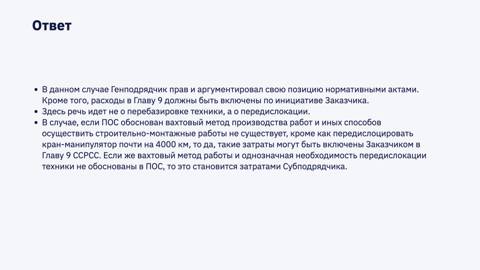 Ответ
• В данном случае Генподрядчик прав и аргументировал свою позицию нормативными актами.
Кроме того, расходы в Главу 9 должны быть включены по инициативе Заказчика.
• Здесь речь идет не о перебазировке техники, а о передислокации.
• В случае, если ПОС обоснован вахтовый метод производства работ и иных способов
осуществить строительно-монтажные работы не существует, кроме как передислоцировать
кран-манипулятор почти на 4000 км, то да, такие затраты могут быть включены Заказчиком в
Главу 9 ССРСС. Если же вахтовый метод работы и однозначная необходимость передислокации
техники не обоснованы в ПОС, то это становится затратами Субподрядчика.